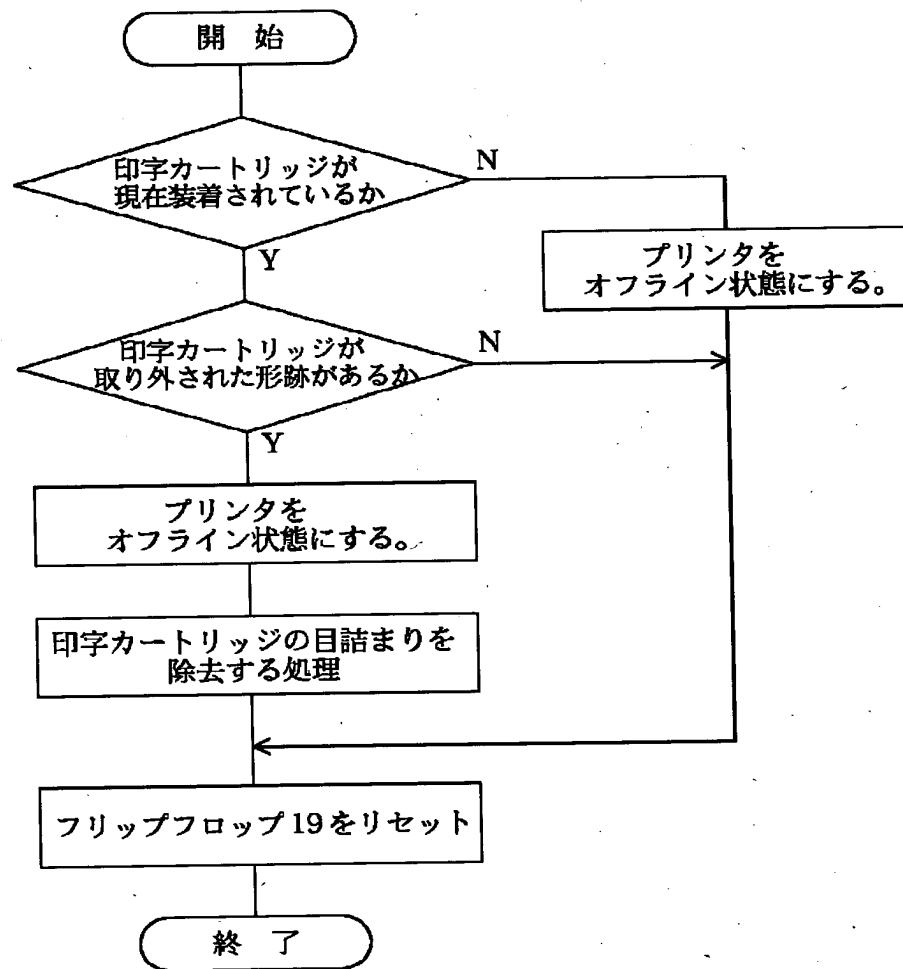 開 始
印字カートリッジが
現在装着されているか
N
Y
プリンタを
オフライン状態にする。
印字カートリッジが
取り外された形跡があるか
N
Y
プリンタを
オフライン状態にする。
印字カートリッジの目詰まりを
除去する処理
フリップフロップ19をリセット
終 了